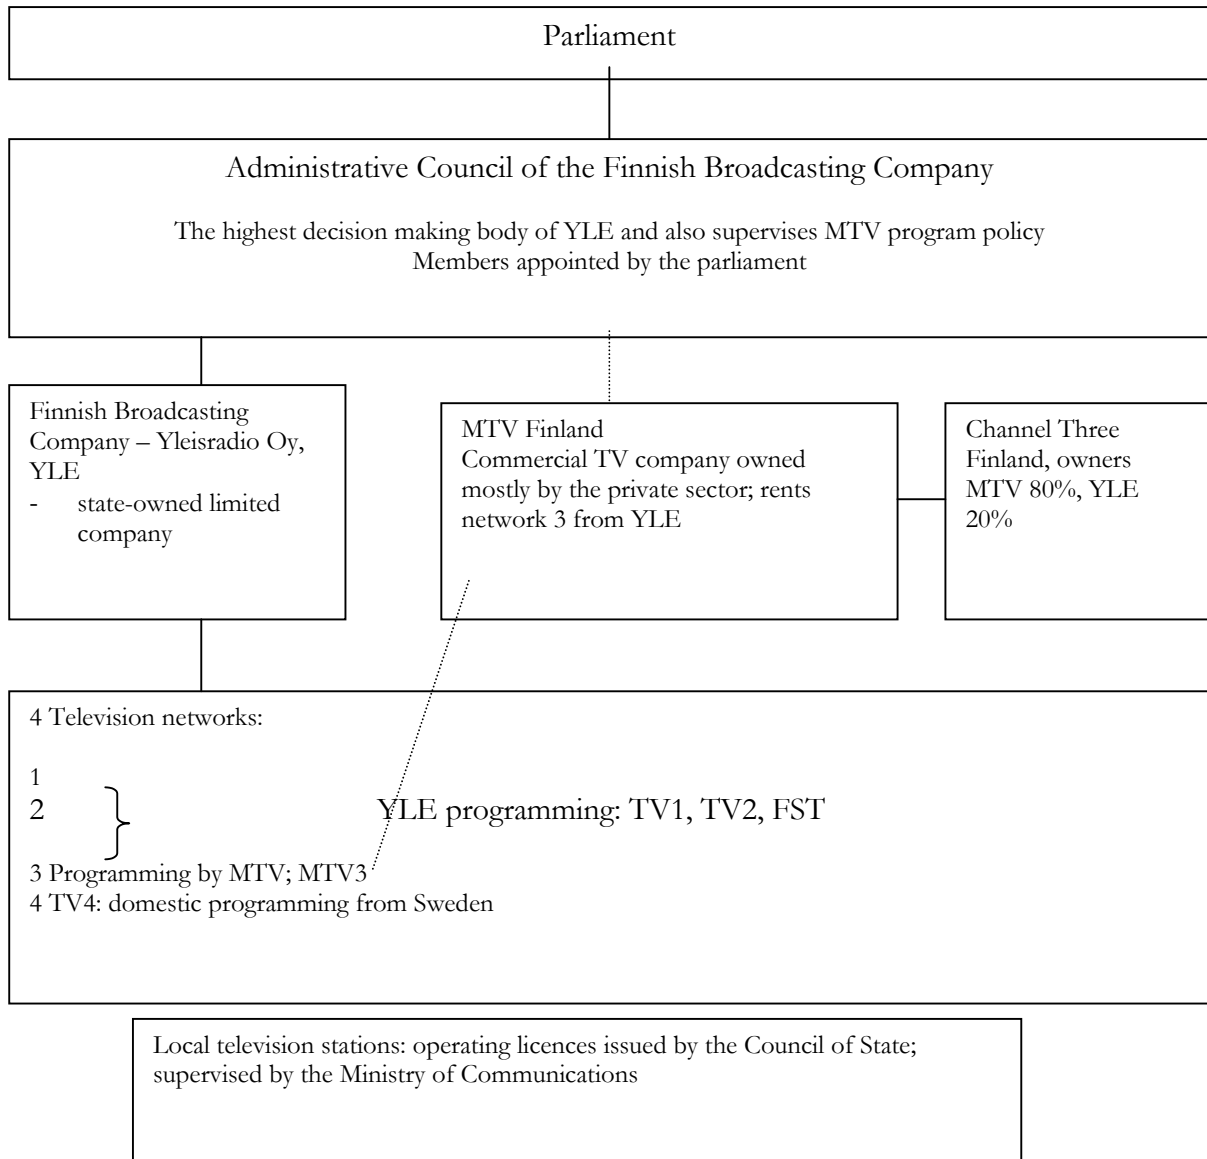 Parliament
Administrative Council of the Finnish Broadcasting Company
The highest decision making body of YLE and also supervises MTV program policy
Members appointed by the parliament
Finnish Broadcasting
Company – Yleisradio Oy,
YLE
- state-owned limited
company
MTV Finland
Commercial TV company owned
mostly by the private sector; rents
network 3 from YLE
Channel Three
Finland, owners
MTV 80%, YLE
20%
4 Television networks:
1
2 YLE programming: TV1, TV2, FST
3 Programming by MTV; MTV3
4 TV4: domestic programming from Sweden
Local television stations: operating licences issued by the Council of State;
supervised by the Ministry of Communications